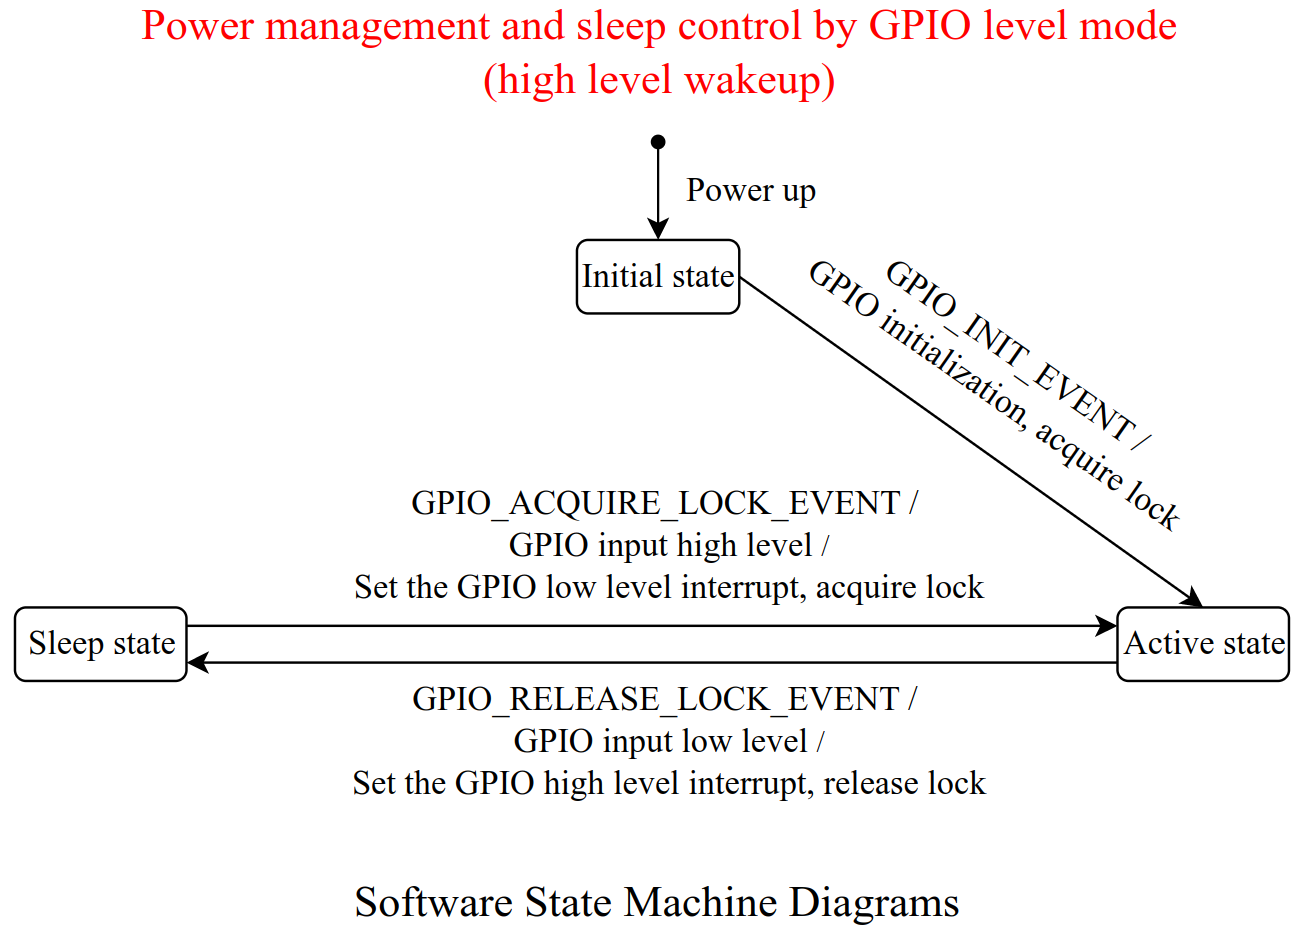 Power management and sleep control by GPIO level mode
(high level wakeup)
Power up
Initial state
GPIO_INIT_EVENT /
GPIO initialization, acquire lock
GPIO_ACQUIRE_LOCK_EVENT /
GPIO input high level /
Set the GPIO low level interrupt, acquire lock
Sleep state
Active state
GPIO_RELEASE_LOCK_EVENT /
GPIO input low level /
Set the GPIO high level interrupt, release lock
Software State Machine Diagrams